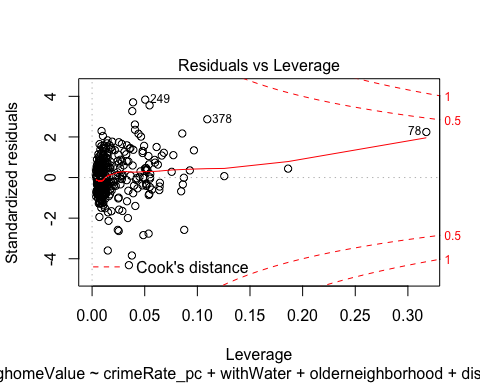 Residuals vs Leverage
Standardized residuals
4
2
0
-2
-4
249
378
78
1
0.5
0.5
1
Cook's distance
0.00 0.05 0.10 0.15 0.20 0.25 0.30
Leverage
ghomeValue ~ crimeRate_pc + withWater + olderneighborhood + dis